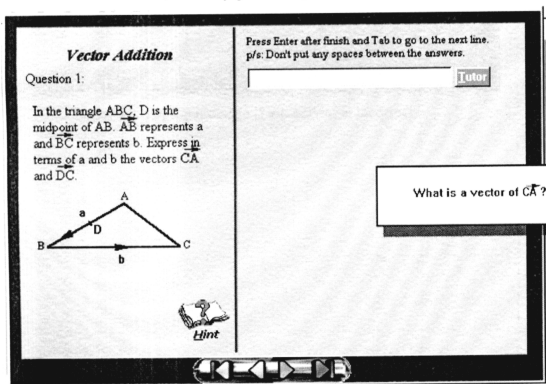 Vector Addition
Question 1:
In the triangle ABC, D is the
midpoint of AB. AB represents a
and BC represents b. Express in
terms of a and b the vectors CA
and DC.
A
a
D
B
C
b
Hint
Press Enter after finish and Tab to go to the next line.
p/s: Don't put any spaces between the answers.
Tutor
What is a vector of CA ?